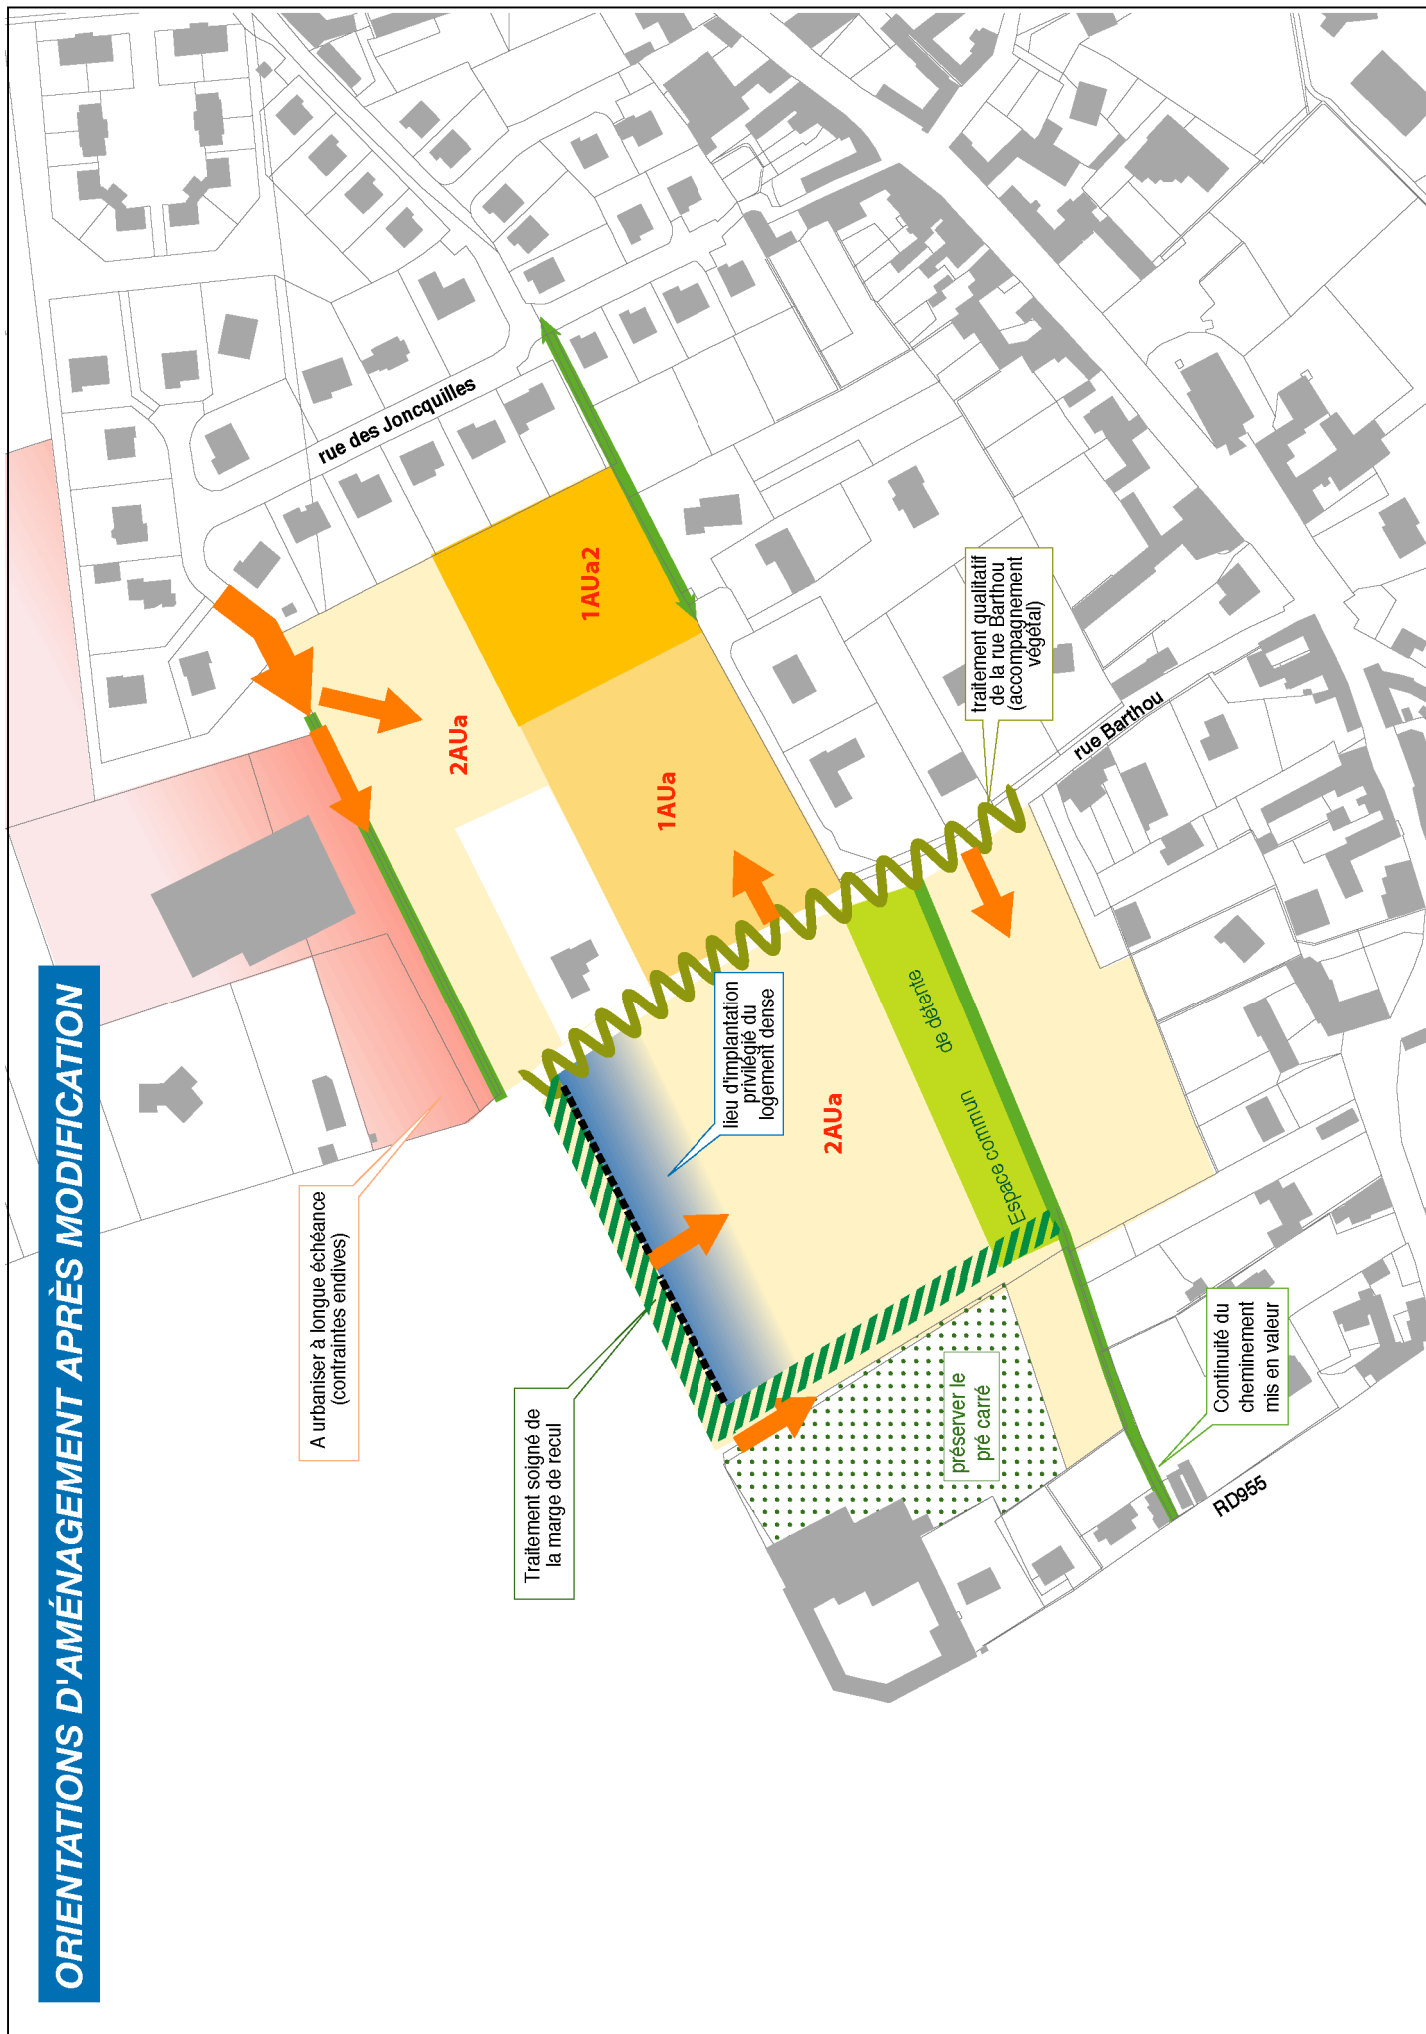 ORIENTATIONS D'AMÉNAGEMENT APRÈS MODIFICATION
A urbaniser à longue échéance
(contraintes endives)
rue des Joncquilles
2AUa
1AUa2
1AUa
Traitement soigné de
la marge de recul
lieu d'implantation
privilégié du
logement dense
2AUa
Espace commun de détente
traitement qualitatif
de la rue Barthou
(accompagnement
végétal)
rue Barthou
préserver le
pré carré
Continuité du
cheminement
mis en valeur
RD955